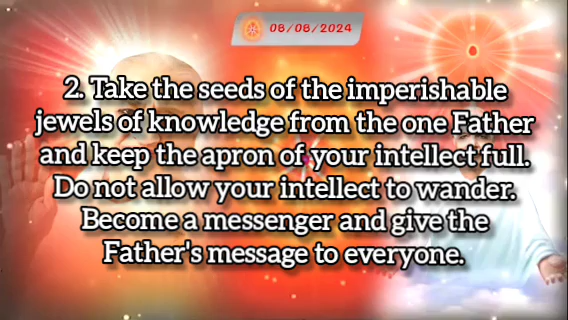 08/08/2024
2. Take the seeds of the imperishable
jewels of knowledge from the one Father
and keep the apron of your intellect full.
Do not allow your intellect to wander.
Become a messenger and give the
Father's message to everyone.